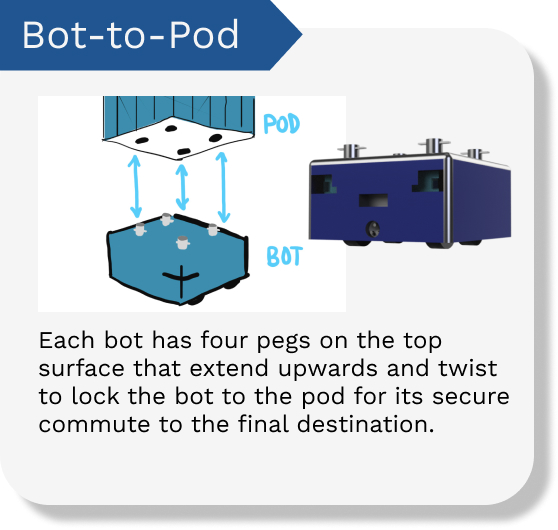 Bot-to-Pod
POD
BOT
Each bot has four pegs on the top
surface that extend upwards and twist
to lock the bot to the pod for its secure
commute to the final destination.